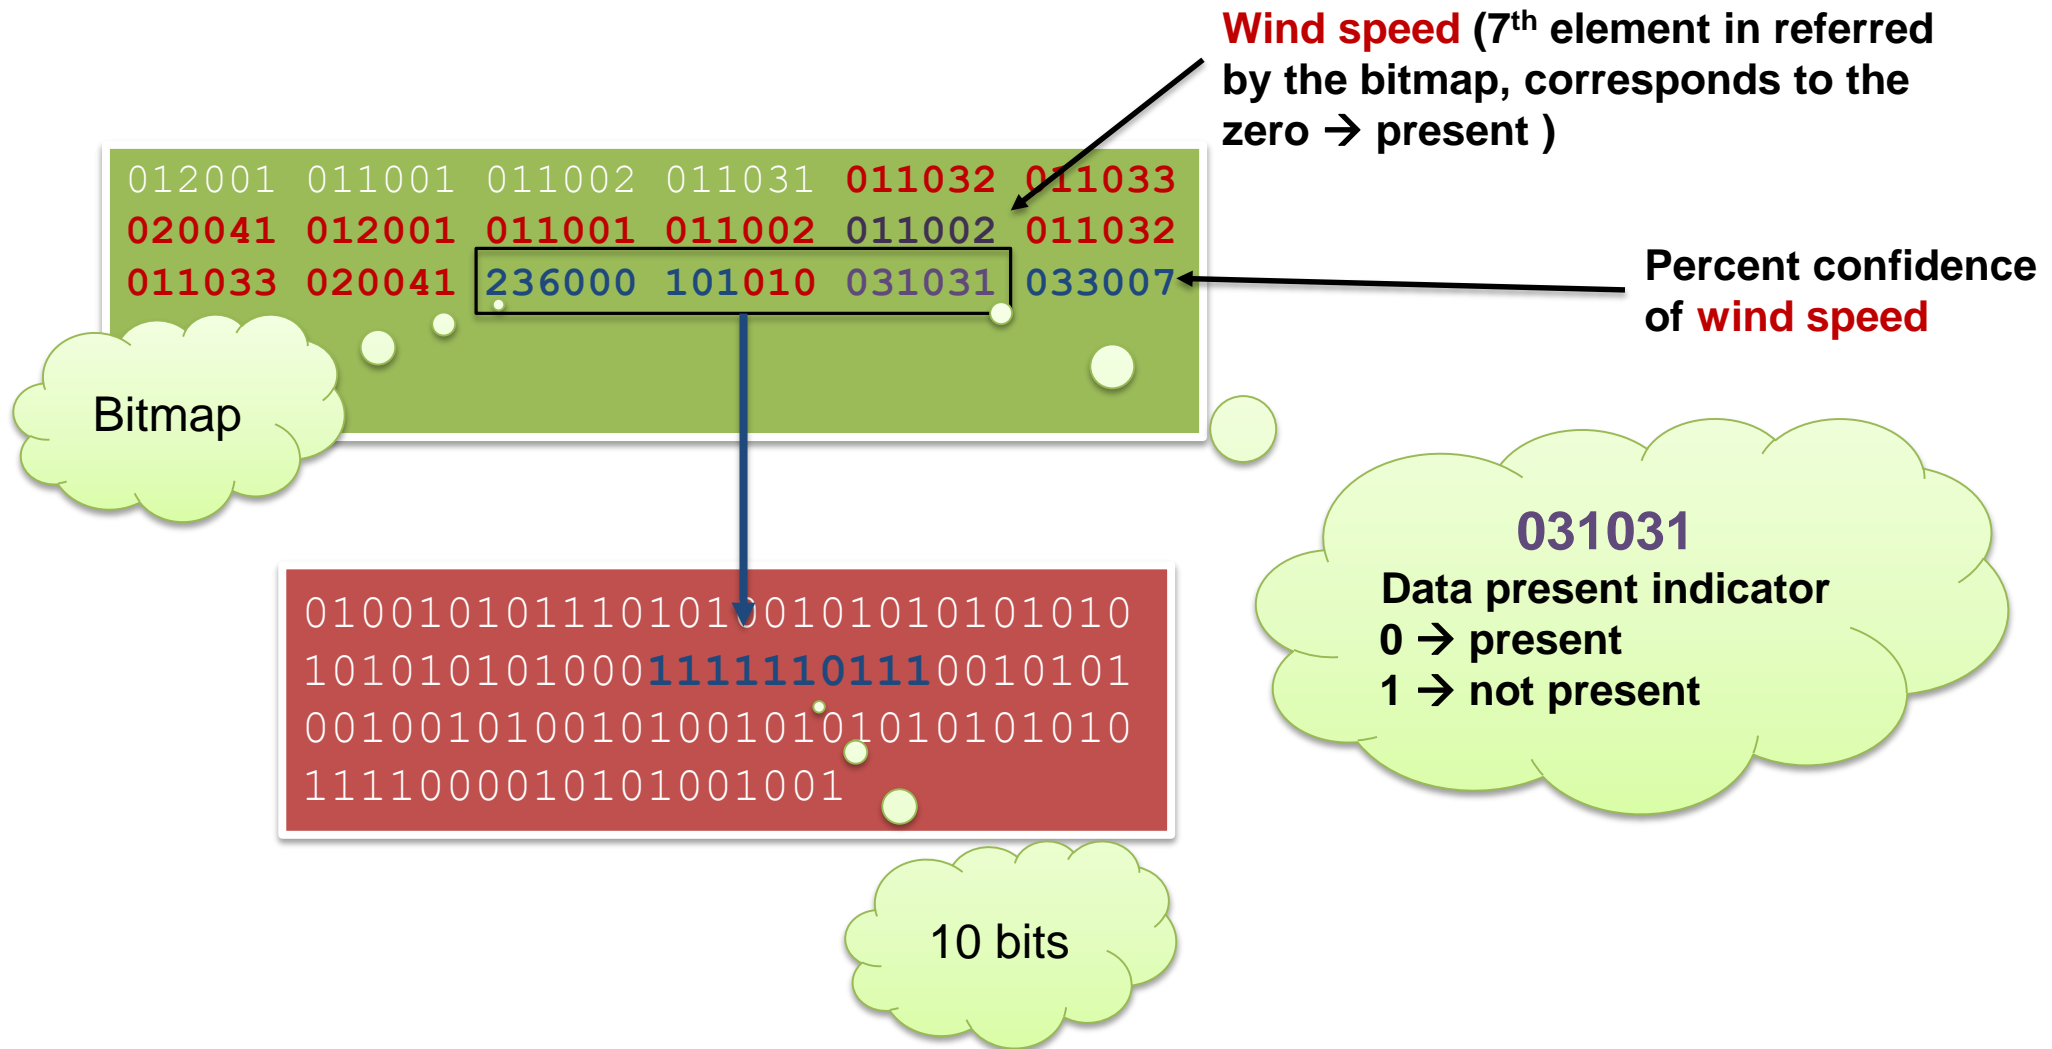 Wind speed (7th element in referred
by the bitmap, corresponds to the
zero → present )
012001 011001 011002 011031 011032 011033
020041 012001 011001 011002 011002 011032
011033 020041 236000 101010 031031 033007
Percent confidence
of wind speed
Bitmap
031031
Data present indicator
0 → present
1 → not present
01001010111010100101010101010
10101010100011111101110010101
00100101001010010101010101010
1111000010101001001
10 bits